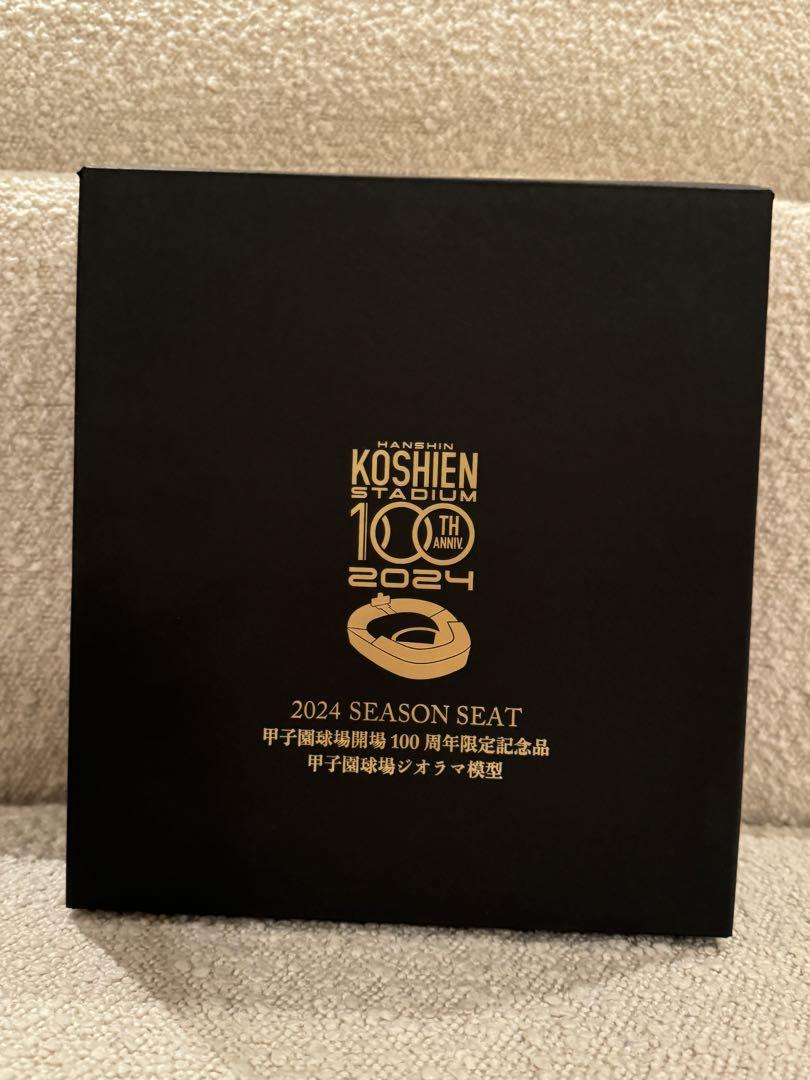 HANSHIN
KOSHIEN
STADIUM
100TH ANNIV.
2024
2024 SEASON SEAT
甲子園球場開場100周年限定記念品
甲子園球場ジオラマ模型